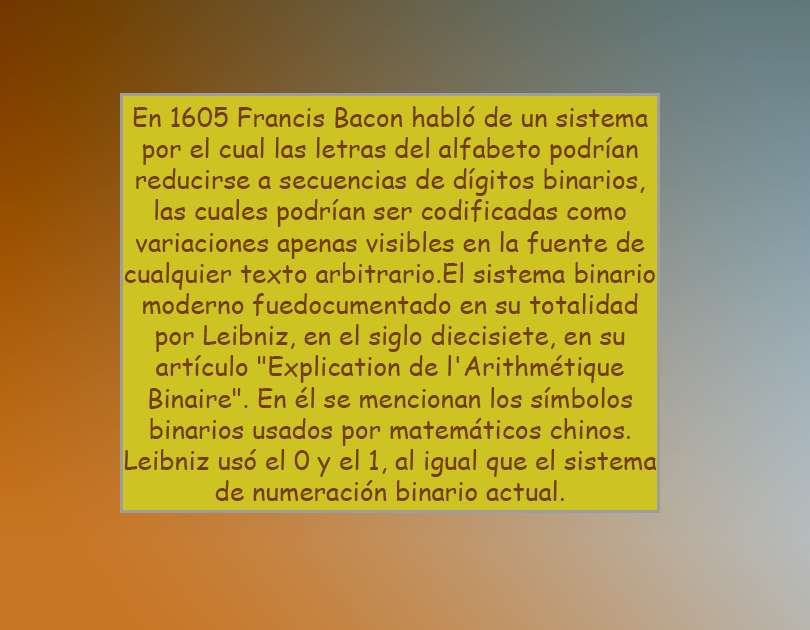 En 1605 Francis Bacon habló de un sistema
por el cual las letras del alfabeto podrían
reducirse a secuencias de dígitos binarios,
las cuales podrían ser codificadas como
variaciones apenas visibles en la fuente de
cualquier texto arbitrario.El sistema binario
moderno fuedocumentado en su totalidad
por Leibniz, en el siglo diecisiete, en su
artículo "Explication de l'Arithmétique
Binaire". En él se mencionan los símbolos
binarios usados por matemáticos chinos.
Leibniz usó el 0 y el 1, al igual que el sistema
de numeración binario actual.